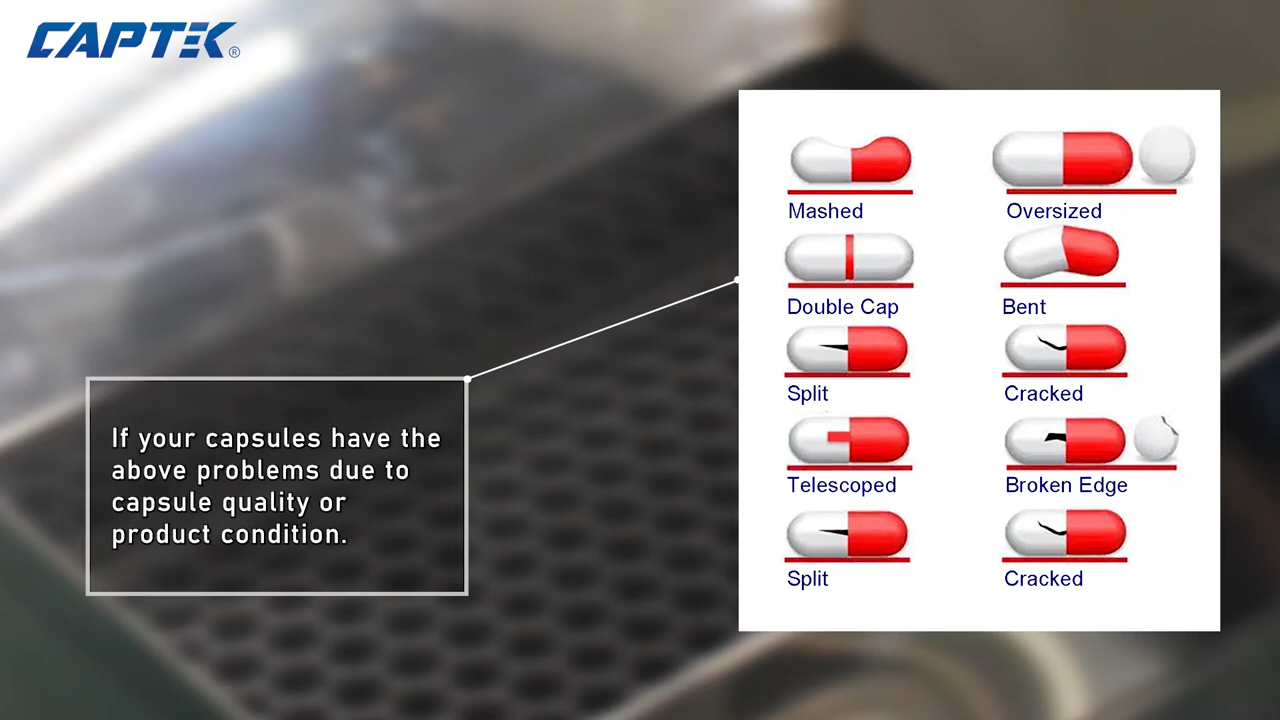 CAPTEK®
Mashed
Oversized
Double Cap
Bent
Split
Cracked
Telescoped
Broken Edge
Split
Cracked
If your capsules have the
above problems due to
capsule quality or
product condition.